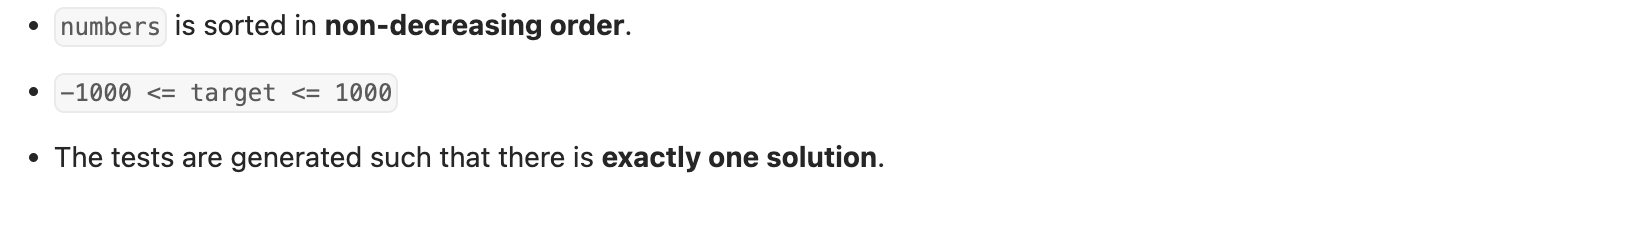 • numbers is sorted in non-decreasing order.
• -1000 <= target <= 1000
• The tests are generated such that there is exactly one solution.